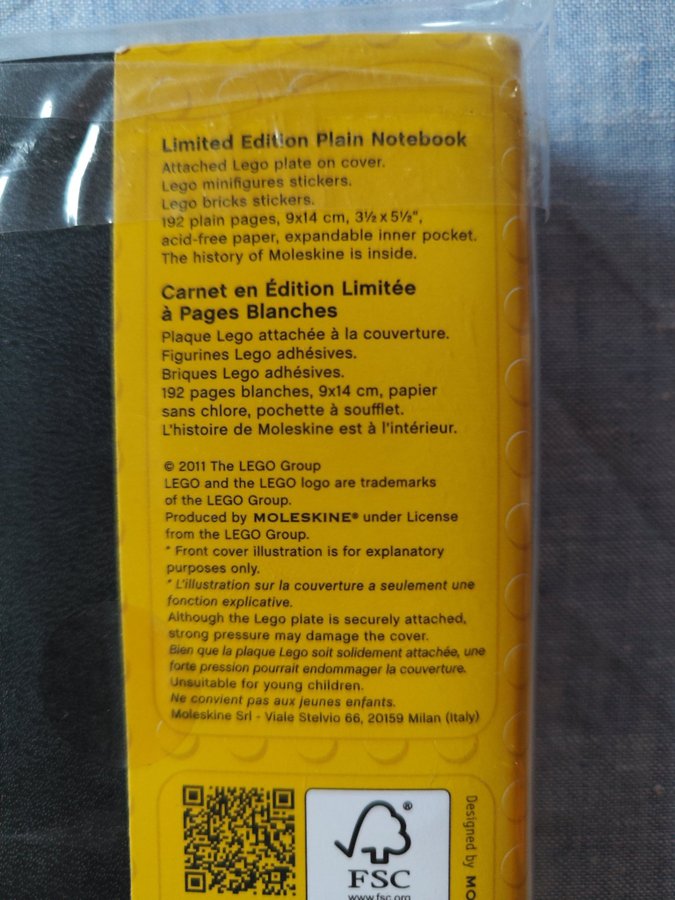 Limited Edition Plain Notebook
Attached Lego plate on cover.
Lego minifigures stickers.
Lego bricks stickers.
192 plain pages, 9x14 cm, 3½ x 5½",
acid-free paper, expandable inner pocket.
The history of Moleskine is inside.
Carnet en Édition Limitée
à Pages Blanches
Plaque Lego attachée à la couverture.
Figurines Lego adhésives.
Briques Lego adhésives.
192 pages blanches, 9x14 cm, papier
sans chlore, pochette à soufflet.
L'histoire de Moleskine est à l'intérieur.
© 2011 The LEGO Group
LEGO and the LEGO logo are trademarks
of the LEGO Group.
Produced by MOLESKINE® under License
from the LEGO Group.
* Front cover illustration is for explanatory
purposes only.
* L'illustration sur la couverture a seulement une
fonction explicative.
Although the Lego plate is securely attached,
strong pressure may damage the cover.
Bien que la plaque Lego soit solidement attachée, une
forte pression pourrait endommager la couverture.
Unsuitable for young children.
Ne convient pas aux jeunes enfants.
Moleskine Srl - Viale Stelvio 66, 20159 Milan (Italy)
®
FSC
www.fsc.org
Designed by MO